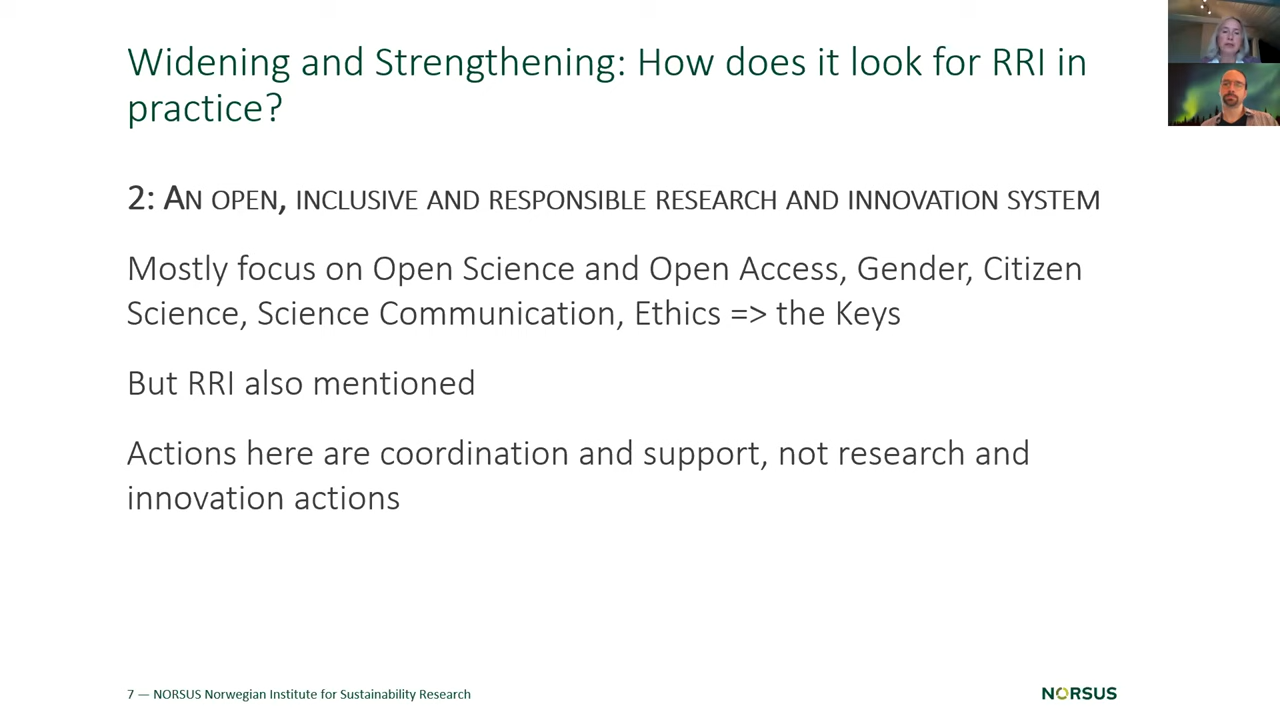 Widening and Strengthening: How does it look for RRI in
practice?
2: AN OPEN, INCLUSIVE AND RESPONSIBLE RESEARCH AND INNOVATION SYSTEM
Mostly focus on Open Science and Open Access, Gender, Citizen
Science, Science Communication, Ethics => the Keys
But RRI also mentioned
Actions here are coordination and support, not research and
innovation actions
7 — NORSUS Norwegian Institute for Sustainability Research
NORSUS